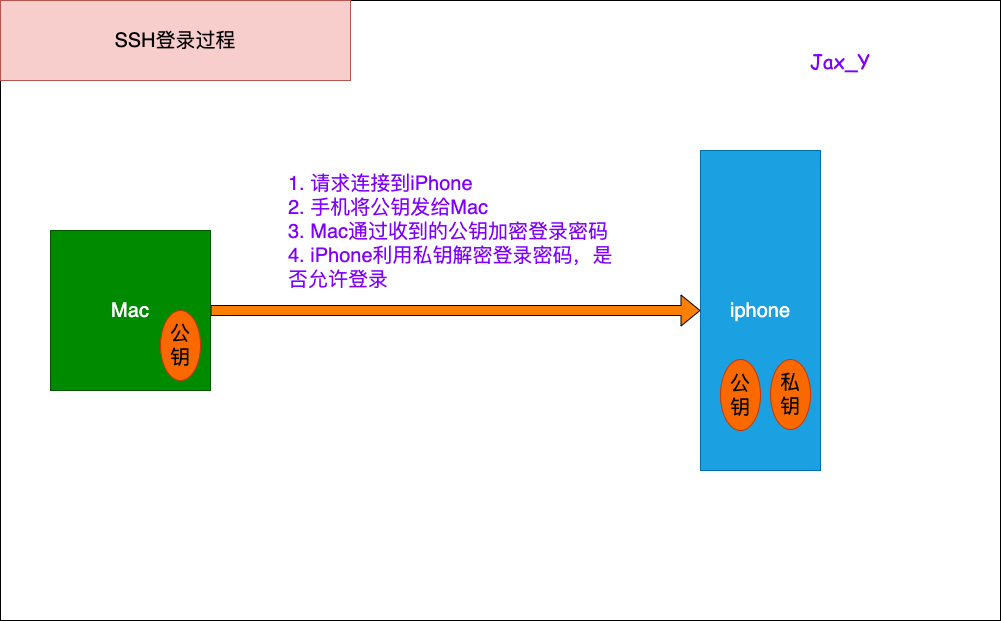 SSH登录过程
Jax_Y
1. 请求连接到iPhone
2. 手机将公钥发给Mac
3. Mac通过收到的公钥加密登录密码
4. iPhone利用私钥解密登录密码，是
否允许登录
Mac
公
钥
iphone
公
钥
私
钥